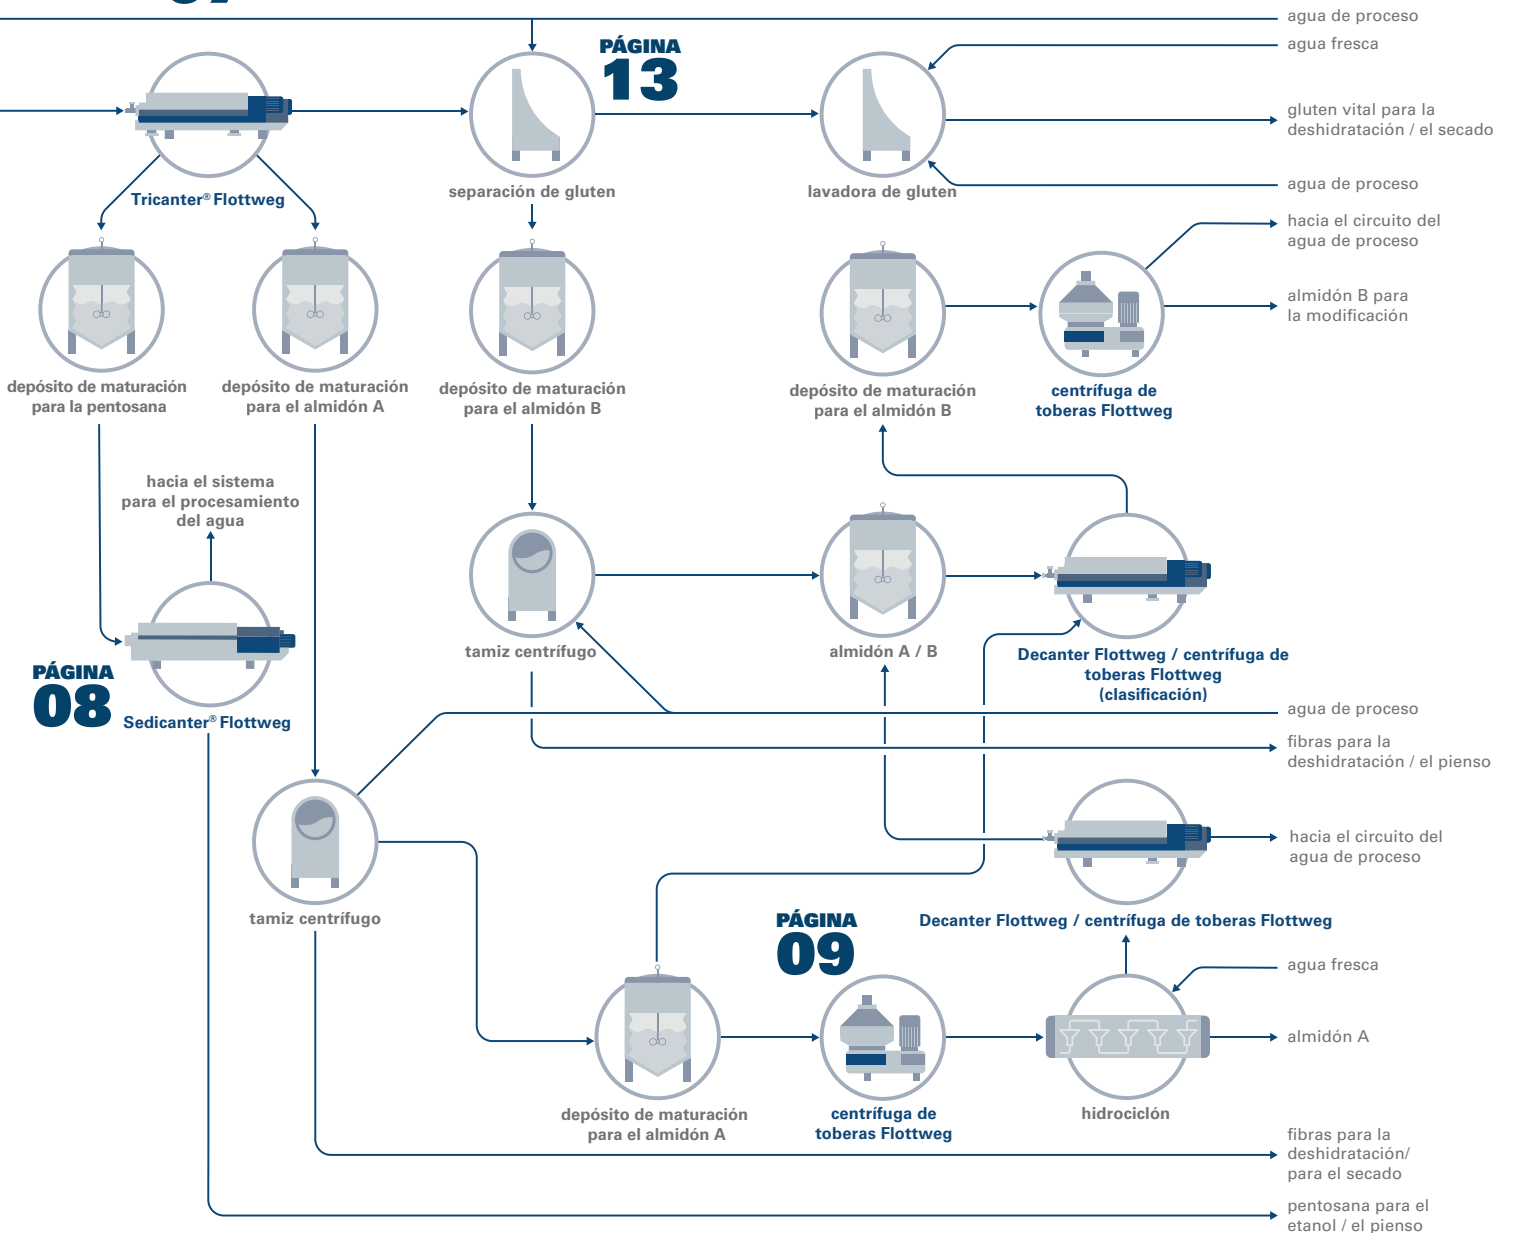 agua de proceso
agua fresca
PÁGINA
13
gluten vital para la
deshidratación / el secado
agua de proceso
Tricanter® Flottweg
separación de gluten
lavadora de gluten
hacia el circuito del
agua de proceso
almidón B para
la modificación
depósito de maturación
para la pentosana
depósito de maturación
para el almidón A
depósito de maturación
para el almidón B
depósito de maturación
para el almidón B
centrífuga de
toberas Flottweg
hacia el sistema
para el procesamiento
del agua
tamiz centrífugo
almidón A / B
Decanter Flottweg / centrífuga de
toberas Flottweg
(clasificación)
PÁGINA
08
Sedicanter® Flottweg
agua de proceso
fibras para la
deshidratación / el pienso
hacia el circuito del
agua de proceso
tamiz centrífugo
PÁGINA
09
Decanter Flottweg / centrífuga de toberas Flottweg
agua fresca
almidón A
depósito de maturación
para el almidón A
centrífuga de
toberas Flottweg
hidrociclón
fibras para la
deshidratación/
para el secado
pentosana para el
etanol / el pienso